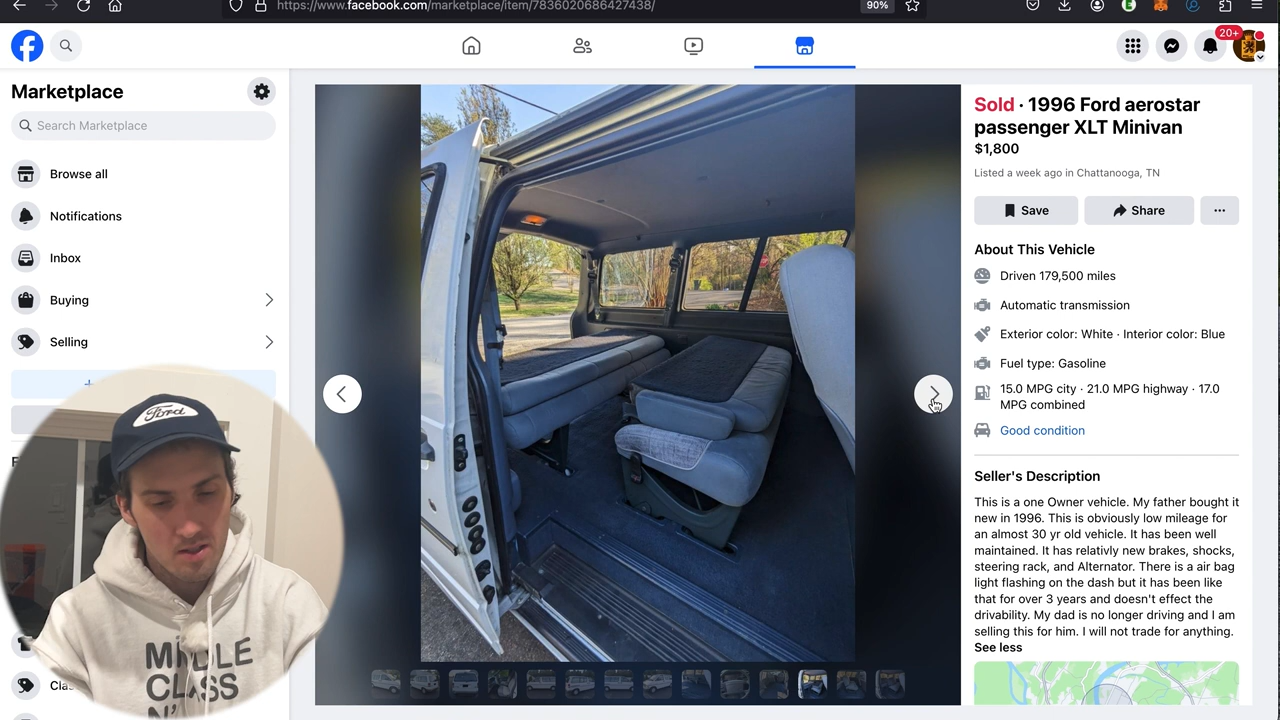 https://www.facebook.com/marketplace/item/7836020686427438/
90%
20+
Marketplace
Search Marketplace
Browse all
Notifications
Inbox
Buying
Selling
Ford
MIDDLE
CLASS
Sold · 1996 Ford aerostar
passenger XLT Minivan
$1,800
Listed a week ago in Chattanooga, TN
Save
Share
About This Vehicle
Driven 179,500 miles
Automatic transmission
Exterior color: White · Interior color: Blue
Fuel type: Gasoline
15.0 MPG city · 21.0 MPG highway · 17.0
MPG combined
Good condition
Seller's Description
This is a one Owner vehicle. My father bought it
new in 1996. This is obviously low mileage for
an almost 30 yr old vehicle. It has been well
maintained. It has relativly new brakes, shocks,
steering rack, and Alternator. There is a air bag
light flashing on the dash but it has been like
that for over 3 years and doesn't effect the
drivability. My dad is no longer driving and I am
selling this for him. I will not trade for anything.
See less